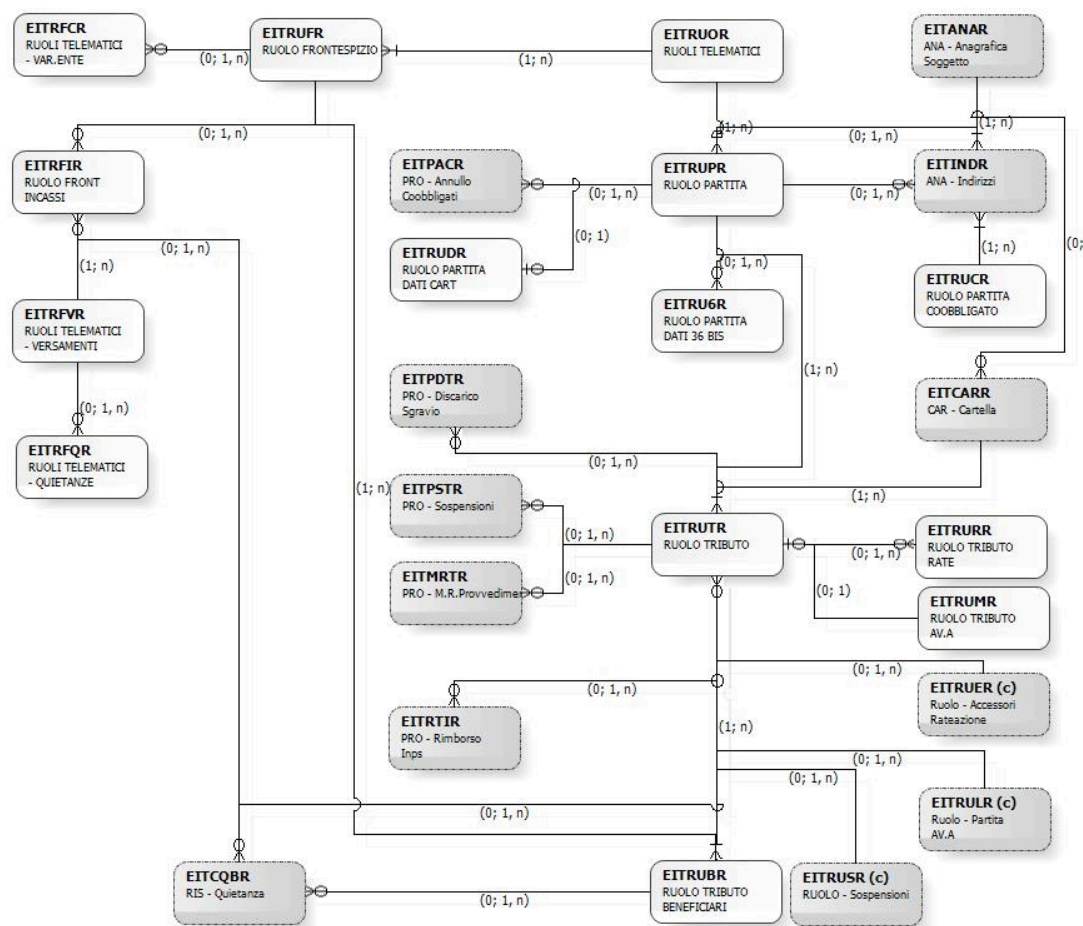 EITRFCR
RUOLI TELEMATICI
- VAR.ENTE
(0; 1, n)
EITRUFR
RUOLO FRONTESPIZIO
(1; n)
EITRUOR
RUOLI TELEMATICI
EITANAR
ANA - Anagrafica
Soggetto
(0; 1, n)
(1; n)
(0; 1, n)
(1; n)
EITRFIR
RUOLO FRONT
INCASSI
EITPACR
PRO - Annullo
Coobbligati
(0; 1, n)
EITRUPR
RUOLO PARTITA
(0; 1, n)
EITINDR
ANA - Indirizzi
(0; 1, n)
(0; 1)
(1; n)
(0;
(1; n)
EITRUDR
RUOLO PARTITA
DATI CART
(0; 1, n)
EITRUCR
RUOLO PARTITA
COOBBLIGATO
EITRFVR
RUOLI TELEMATICI
- VERSAMENTI
EITRU6R
RUOLO PARTITA
DATI 36 BIS
(0; 1, n)
EITPDTR
PRO - Discarico
Sgravio
(1; n)
EITCARR
CAR - Cartella
EITRFQR
RUOLI TELEMATICI
- QUIETANZE
(0; 1, n)
(1; n)
EITPSTR
PRO - Sospensioni
(1; n)
(0; 1, n)
EITRUTR
RUOLO TRIBUTO
(0; 1, n)
EITRURR
RUOLO TRIBUTO
RATE
EITMRTR
PRO - M.R.Provvedimen
(0; 1, n)
(0; 1)
EITRUMR
RUOLO TRIBUTO
AV.A
(0; 1, n)
EITRUER (c)
Ruolo - Accessori
Rateazione
(0; 1, n)
EITRTIR
PRO - Rimborso
Inps
(1; n)
(0; 1, n)
(0; 1, n)
EITRULR (c)
Ruolo - Partita
AV.A
(0; 1, n)
EITCQBR
RIS - Quietanza
(0; 1, n)
EITRUBR
RUOLO TRIBUTO
BENEFICIARI
EITRUSR (c)
RUOLO - Sospensioni